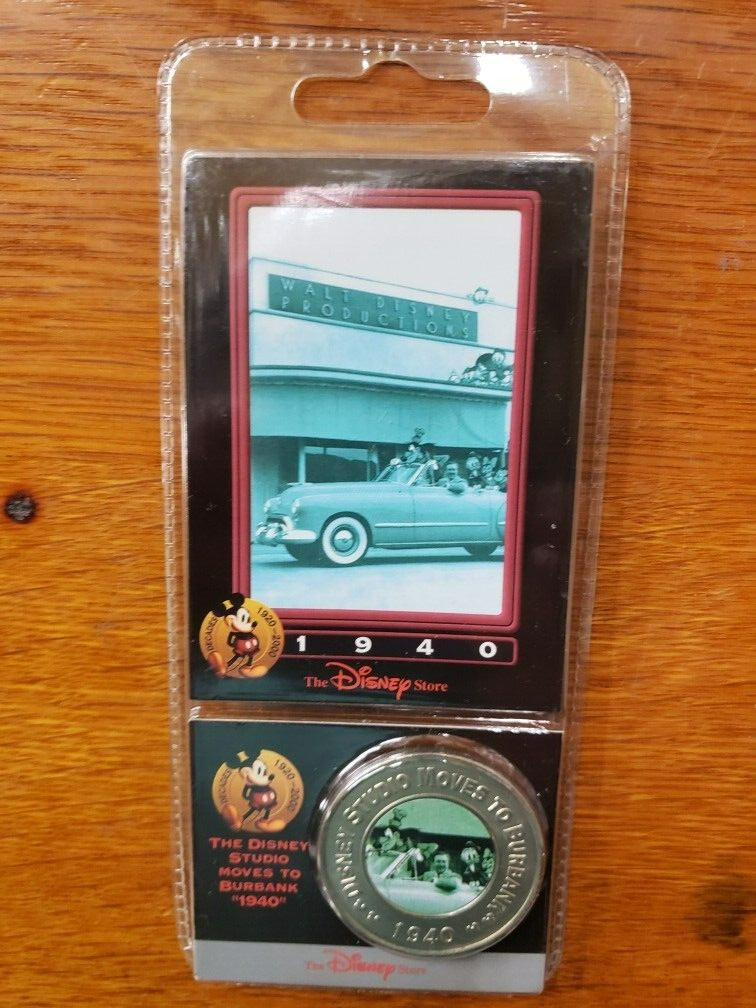 WALT DISNEY
PRODUCTIONS
DECADES 1920-2000
1940
The Disney Store
DECADES 1920-2000
THE DISNEY
STUDIO
MOVES TO
BURBANK
"1940"
DISNEY STUDIO MOVES TO BURBANK
1940
The Disney Store